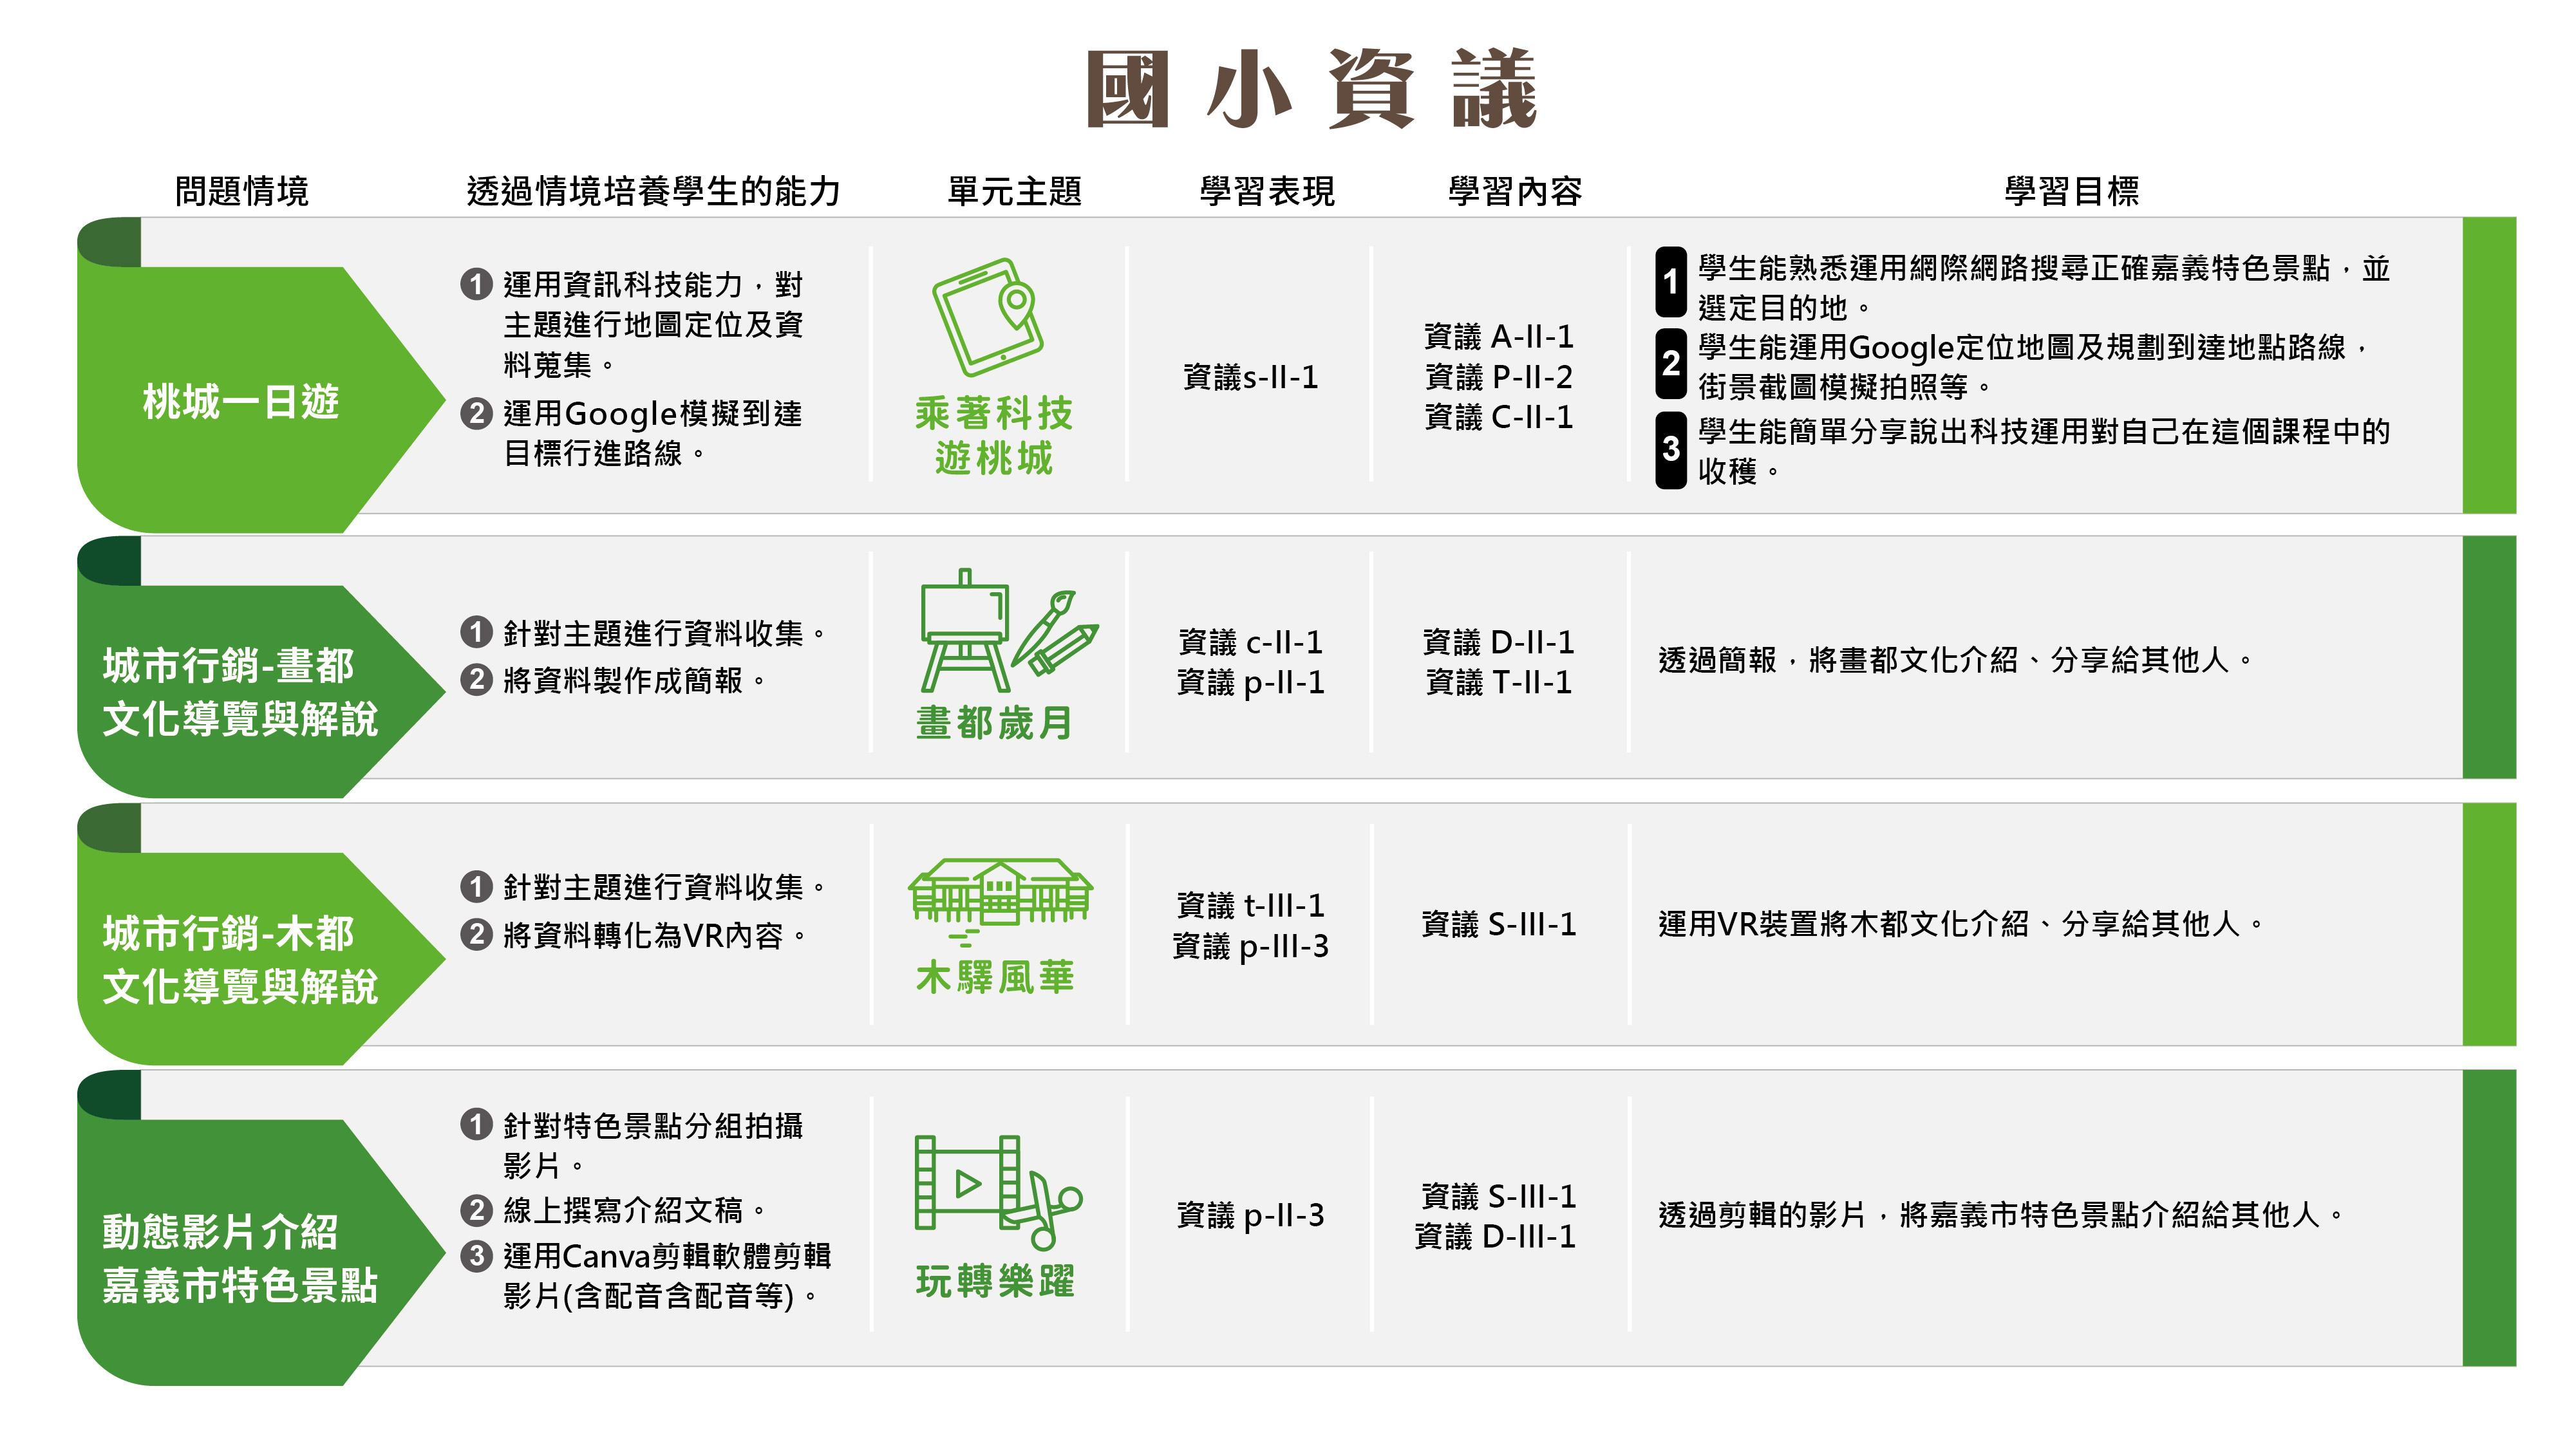 國小資議
問題情境 透過情境培養學生的能力 單元主題 學習表現 學習內容 學習目標
桃城一日遊
1 運用資訊科技能力，對
主題進行地圖定位及資
料蒐集。
2 運用Google模擬到達
目標行進路線。
乘著科技
遊桃城
資議s-II-1
資議 A-II-1
資議 P-II-2
資議 C-II-1
1 學生能熟悉運用網際網路搜尋正確嘉義特色景點，並
選定目的地。
2 學生能運用Google定位地圖及規劃到達地點路線，
街景截圖模擬拍照等。
3 學生能簡單分享說出科技運用對自己在這個課程中的
收穫。
城市行銷-畫都
文化導覽與解說
1 針對主題進行資料收集。
2 將資料製作成簡報。
畫都歲月
資議 c-II-1
資議 p-II-1
資議 D-II-1
資議 T-II-1
透過簡報，將畫都文化介紹、分享給其他人。
城市行銷-木都
文化導覽與解說
1 針對主題進行資料收集。
2 將資料轉化為VR內容。
木驛風華
資議 t-III-1
資議 p-III-3
資議 S-III-1
運用VR裝置將木都文化介紹、分享給其他人。
動態影片介紹
嘉義市特色景點
1 針對特色景點分組拍攝
影片。
2 線上撰寫介紹文稿。
3 運用Canva剪輯軟體剪輯
影片(含配音含配音等)。
玩轉樂躍
資議 p-II-3
資議 S-III-1
資議 D-III-1
透過剪輯的影片，將嘉義市特色景點介紹給其他人。